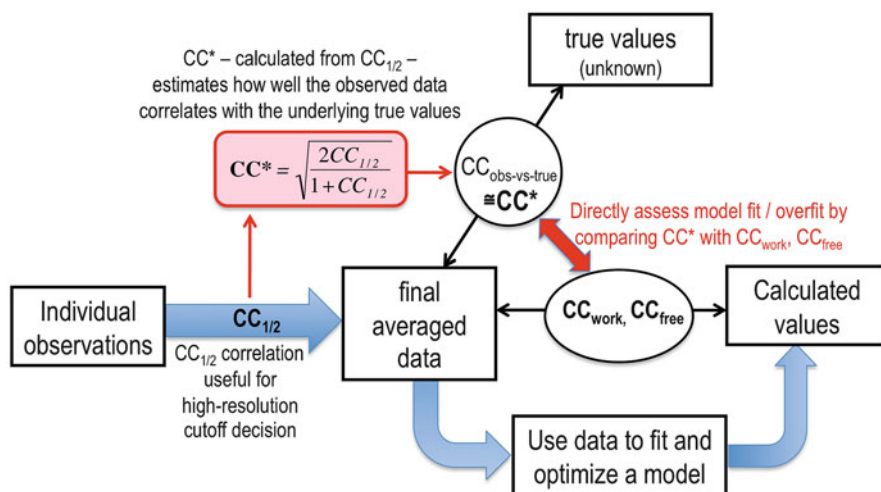 CC* – calculated from CC1/2 –
estimates how well the observed data
correlates with the underlying true values
true values
(unknown)
CC* = √(2CC1/2 / 1+CC1/2)
CCobs-vs-true
≅CC*
Directly assess model fit / overfit by
comparing CC* with CCwork, CCfree
Individual
observations
CC1/2
CC1/2 correlation
useful for
high-resolution
cutoff decision
final
averaged
data
CCwork, CCfree
Calculated
values
Use data to fit and
optimize a model